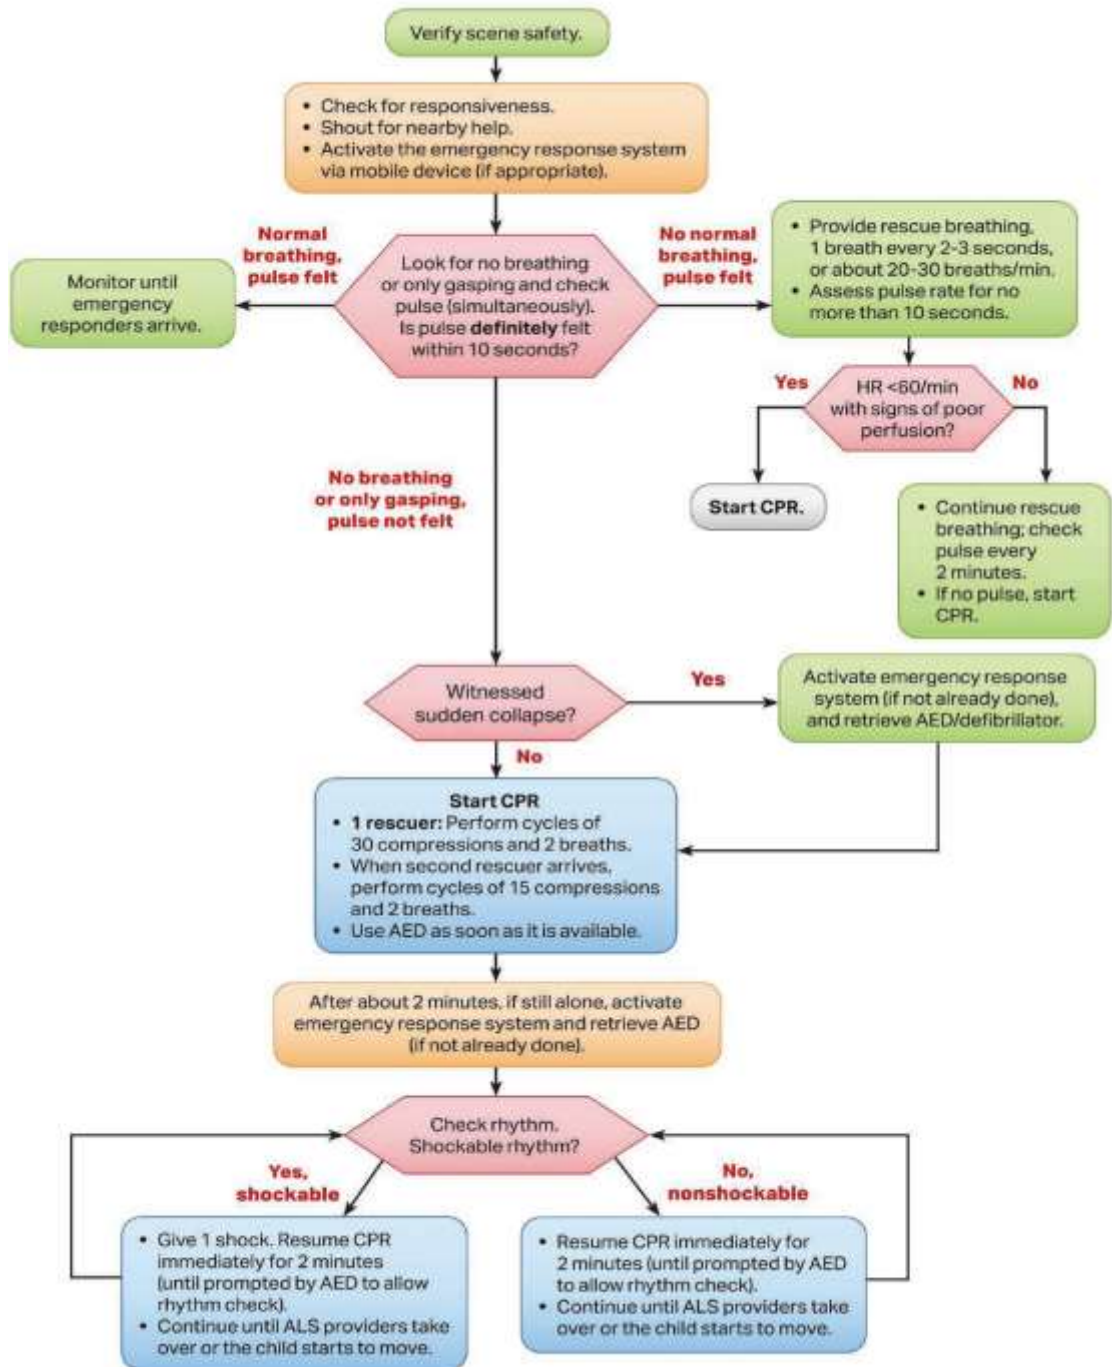 Verify scene safety.
• Check for responsiveness.
• Shout for nearby help.
• Activate the emergency response system
via mobile device (if appropriate).
Normal
breathing,
pulse felt
No normal
breathing,
pulse felt
Monitor until
emergency
responders arrive.
Look for no breathing
or only gasping and check
pulse (simultaneously).
Is pulse definitely felt
within 10 seconds?
• Provide rescue breathing,
1 breath every 2-3 seconds,
or about 20-30 breaths/min.
• Assess pulse rate for no
more than 10 seconds.
Yes
HR <60/min
with signs of poor
perfusion?
No
Start CPR.
• Continue rescue
breathing; check
pulse every
2 minutes.
• If no pulse, start
CPR.
No breathing
or only gasping,
pulse not felt
Witnessed
sudden collapse?
Yes
Activate emergency response
system (if not already done),
and retrieve AED/defibrillator.
No
Start CPR
• 1 rescuer: Perform cycles of
30 compressions and 2 breaths.
• When second rescuer arrives,
perform cycles of 15 compressions
and 2 breaths.
• Use AED as soon as it is available.
After about 2 minutes, if still alone, activate
emergency response system and retrieve AED
(if not already done).
Check rhythm.
Shockable rhythm?
Yes,
shockable
No,
nonshockable
• Give 1 shock. Resume CPR
immediately for 2 minutes
(until prompted by AED to allow
rhythm check).
• Continue until ALS providers take
over or the child starts to move.
• Resume CPR immediately for
2 minutes (until prompted by AED
to allow rhythm check).
• Continue until ALS providers take
over or the child starts to move.